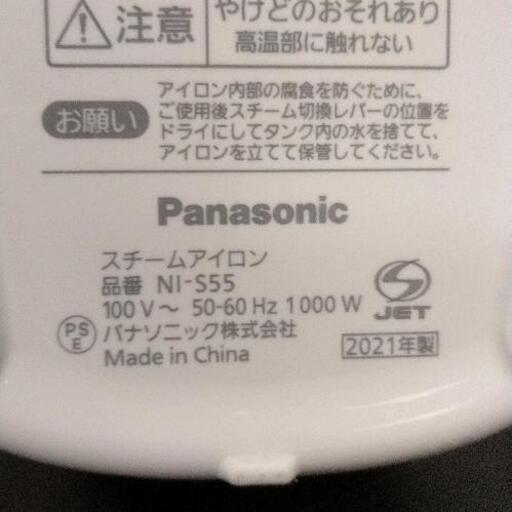 注意
やけどのおそれあり
高温部に触れない
お願い
アイロン内部の腐食を防ぐために、
ご使用後スチーム切換レバーの位置を
ドライにしてタンク内の水を捨てて、
アイロンを立てて保管してください。
Panasonic
スチームアイロン
品番 NI-S55
100 V～ 50-60 Hz 1000 W
PS
E
パナソニック株式会社
Made in China
S
JET
2021年製